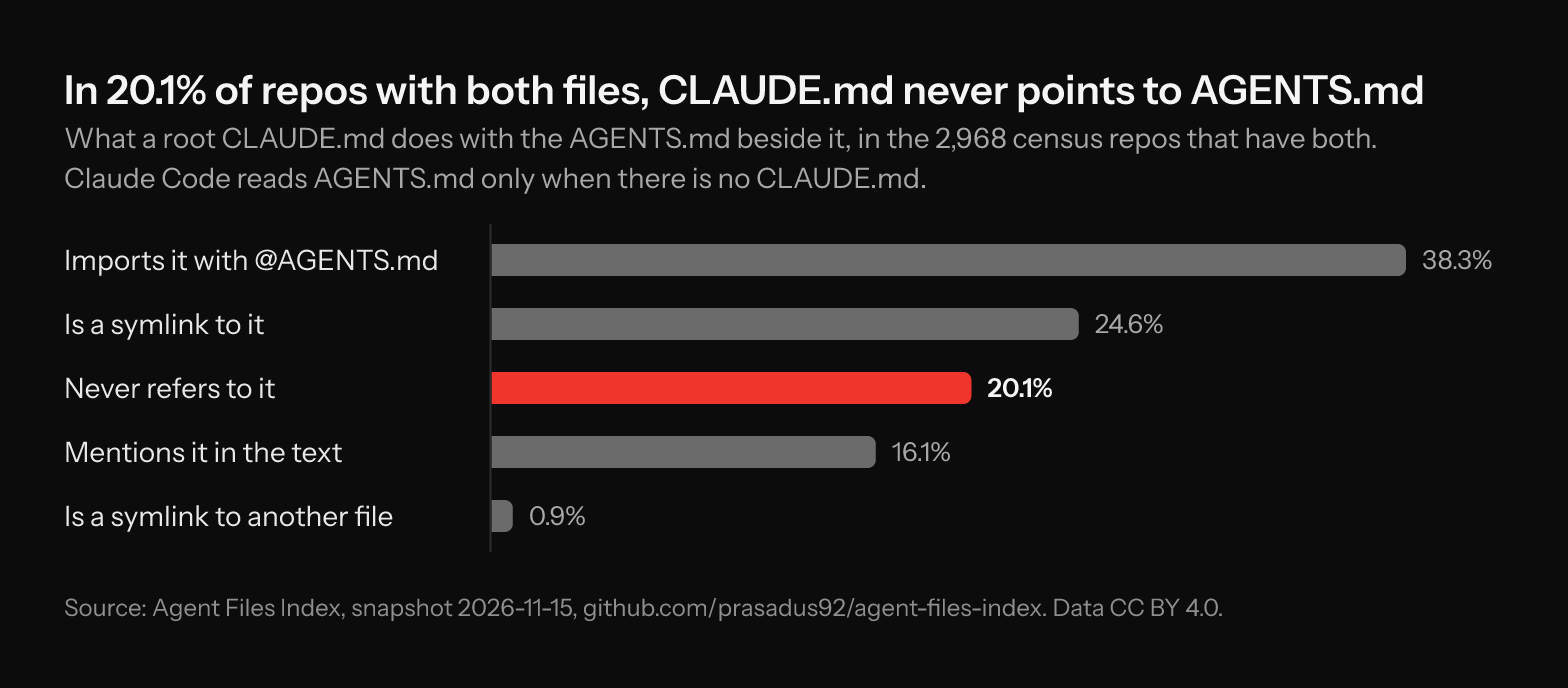 In 20.1% of repos with both files, CLAUDE.md never points to AGENTS.md
What a root CLAUDE.md does with the AGENTS.md beside it, in the 2,968 census repos that have both.
Claude Code reads AGENTS.md only when there is no CLAUDE.md.
Imports it with @AGENTS.md 38.3%
Is a symlink to it 24.6%
Never refers to it 20.1%
Mentions it in the text 16.1%
Is a symlink to another file 0.9%
Source: Agent Files Index, snapshot 2026-11-15, github.com/prasadus92/agent-files-index. Data CC BY 4.0.